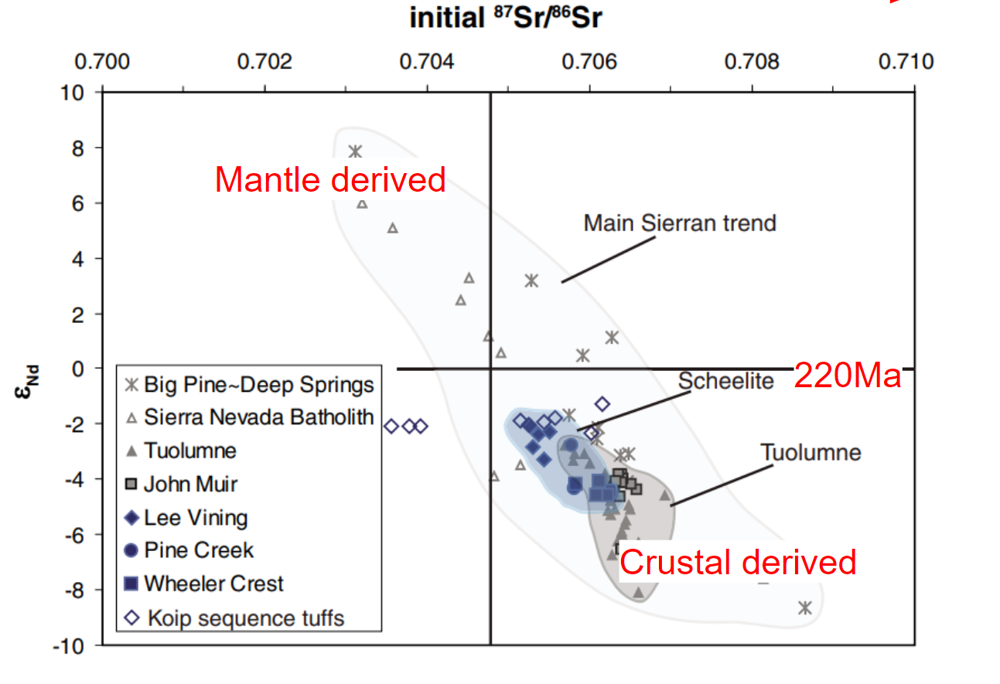 initial ⁸⁷Sr/⁸⁶Sr
0.700 0.702 0.704 0.706 0.708 0.710
10
8
Mantle derived
6
Main Sierran trend
4
2
0
220Ma
εNd
Scheelite
-2
Tuolumne
-4
-6
Crustal derived
-8
-10
Big Pine~Deep Springs
Sierra Nevada Batholith
Tuolumne
John Muir
Lee Vining
Pine Creek
Wheeler Crest
Koip sequence tuffs